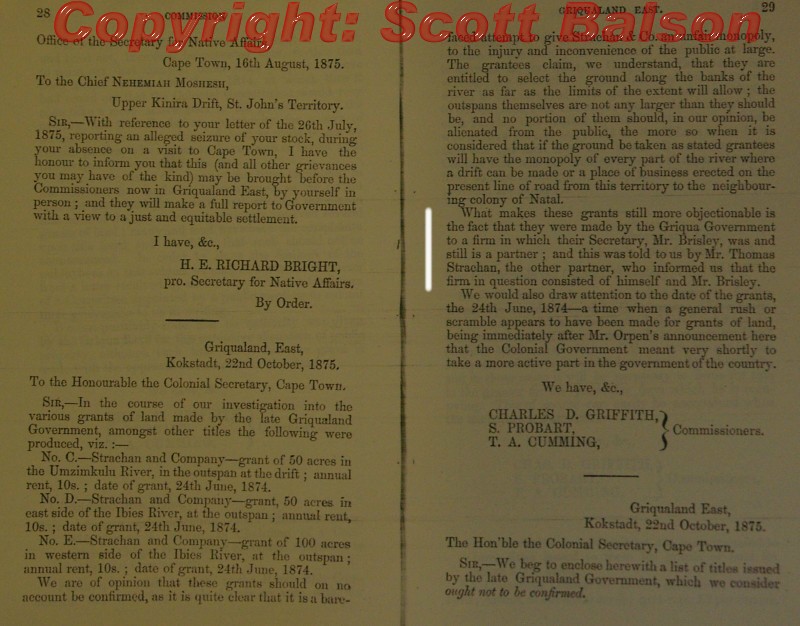 Copyright: Scott Balson
28 COMMISSION
Office of the Secretary for Native Affairs,
Cape Town, 16th August, 1875.
To the Chief NEHEMIAH MOSHESH,
Upper Kinira Drift, St. John's Territory.
SIR,—With reference to your letter of the 26th July,
1875, reporting an alleged seizure of your stock, during
your absence on a visit to Cape Town, I have the
honour to inform you that this (and all other grievances
you may have of the kind) may be brought before the
Commissioners now in Griqualand East, by yourself in
person; and they will make a full report to Government
with a view to a just and equitable settlement.
I have, &c.,
H. E. RICHARD BRIGHT,
pro. Secretary for Native Affairs.
By Order.
Griqualand, East,
Kokstadt, 22nd October, 1875.
To the Honourable the Colonial Secretary, Cape Town.
SIR,—In the course of our investigation into the
various grants of land made by the late Griqualand
Government, amongst other titles the following were
produced, viz.:—
No. C.—Strachan and Company—grant of 50 acres in
the Umzimkulu River, in the outspan at the drift; annual
rent, 10s.; date of grant, 24th June, 1874.
No. D.—Strachan and Company—grant, 50 acres in
east side of the Ibies River, at the outspan; annual rent,
10s.; date of grant, 24th June, 1874.
No. E.—Strachan and Company—grant of 100 acres
in western side of the Ibies River, at the outspan;
annual rent, 10s.; date of grant, 24th June, 1874.
We are of opinion that these grants should on no
account be confirmed, as it is quite clear that it is a bare-
GRIQUALAND EAST. 29
faced attempt to give Strachan & Co. an unfair monopoly,
to the injury and inconvenience of the public at large.
The grantees claim, we understand, that they are
entitled to select the ground along the banks of the
river as far as the limits of the extent will allow; the
outspans themselves are not any larger than they should
be, and no portion of them should, in our opinion, be
alienated from the public, the more so when it is
considered that if the ground be taken as stated grantees
will have the monopoly of every part of the river where
a drift can be made or a place of business erected on the
present line of road from this territory to the neighbour-
ing colony of Natal.
What makes these grants still more objectionable is
the fact that they were made by the Griqua Government
to a firm in which their Secretary, Mr. Brisley, was and
still is a partner; and this was told to us by Mr. Thomas
Strachan, the other partner, who informed us that the
firm in question consisted of himself and Mr. Brisley.
We would also draw attention to the date of the grants,
the 24th June, 1874—a time when a general rush or
scramble appears to have been made for grants of land,
being immediately after Mr. Orpen's announcement here
that the Colonial Government meant very shortly to
take a more active part in the government of the country.
We have, &c.,
CHARLES D. GRIFFITH,
S. PROBART,
T. A. CUMMING,
Commissioners.
Griqualand East,
Kokstadt, 22nd October, 1875.
The Hon'ble the Colonial Secretary, Cape Town.
SIR,—We beg to enclose herewith a list of titles issued
by the late Griqualand Government, which we consider
ought not to be confirmed.